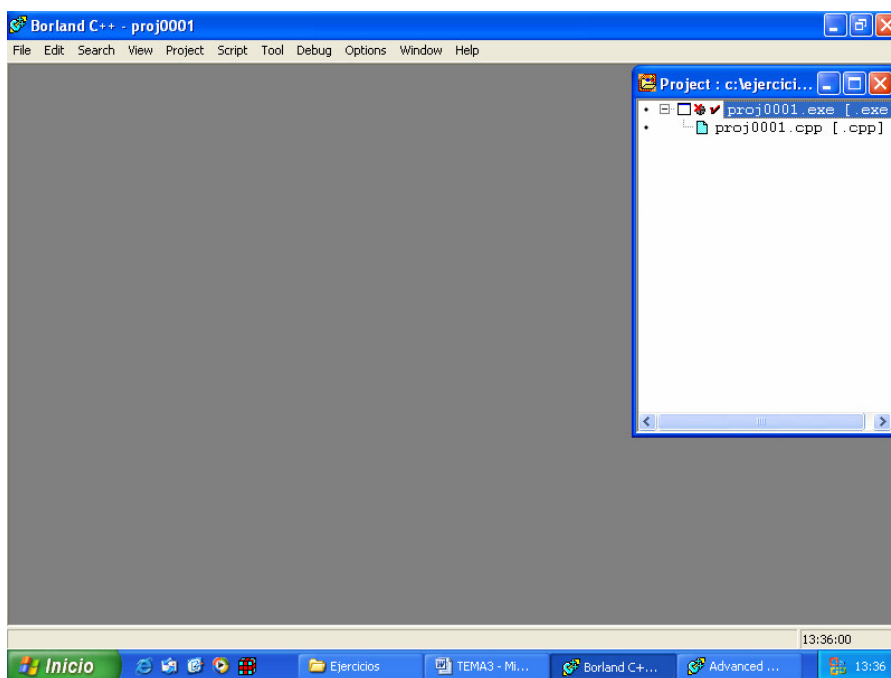 Borland C++ - proj0001
File Edit Search View Project Script Tool Debug Options Window Help
Project : c:\ejercici...
proj0001.exe [.exe
proj0001.cpp [.cpp]
13:36:00
Inicio Ejercicios TEMA3 - Mi... Borland C+... Advanced ... 13:36